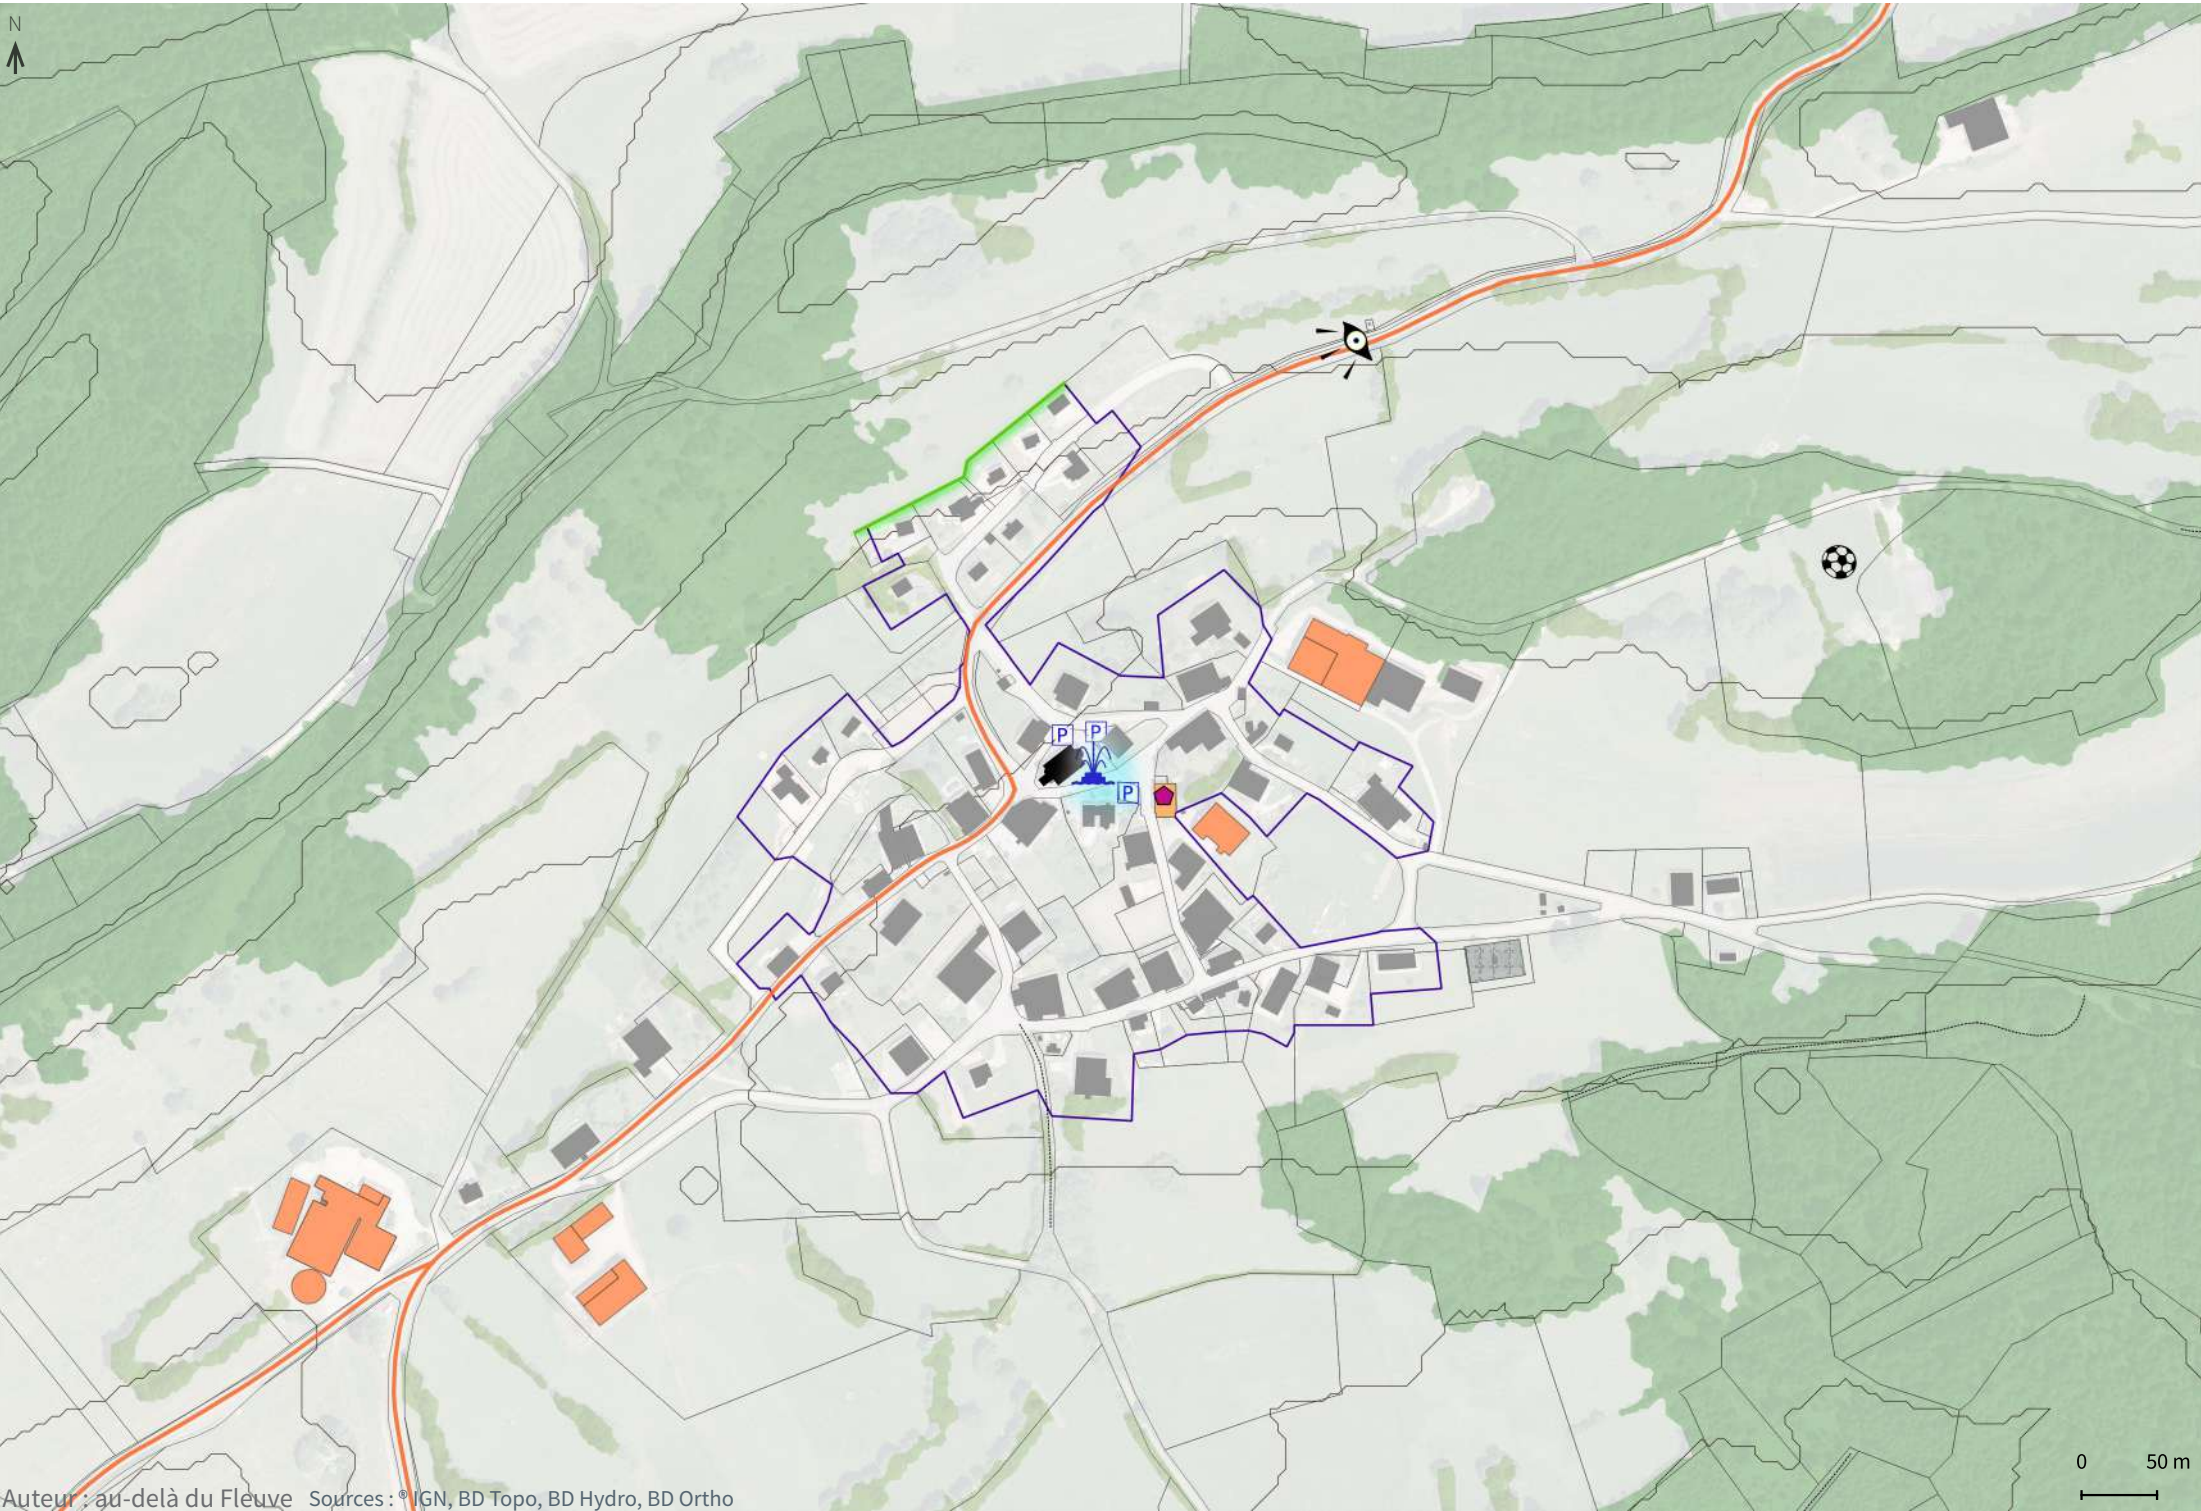 N
P P
P
0 50 m
Auteur : au-delà du Fleuve Sources : ® IGN, BD Topo, BD Hydro, BD Ortho